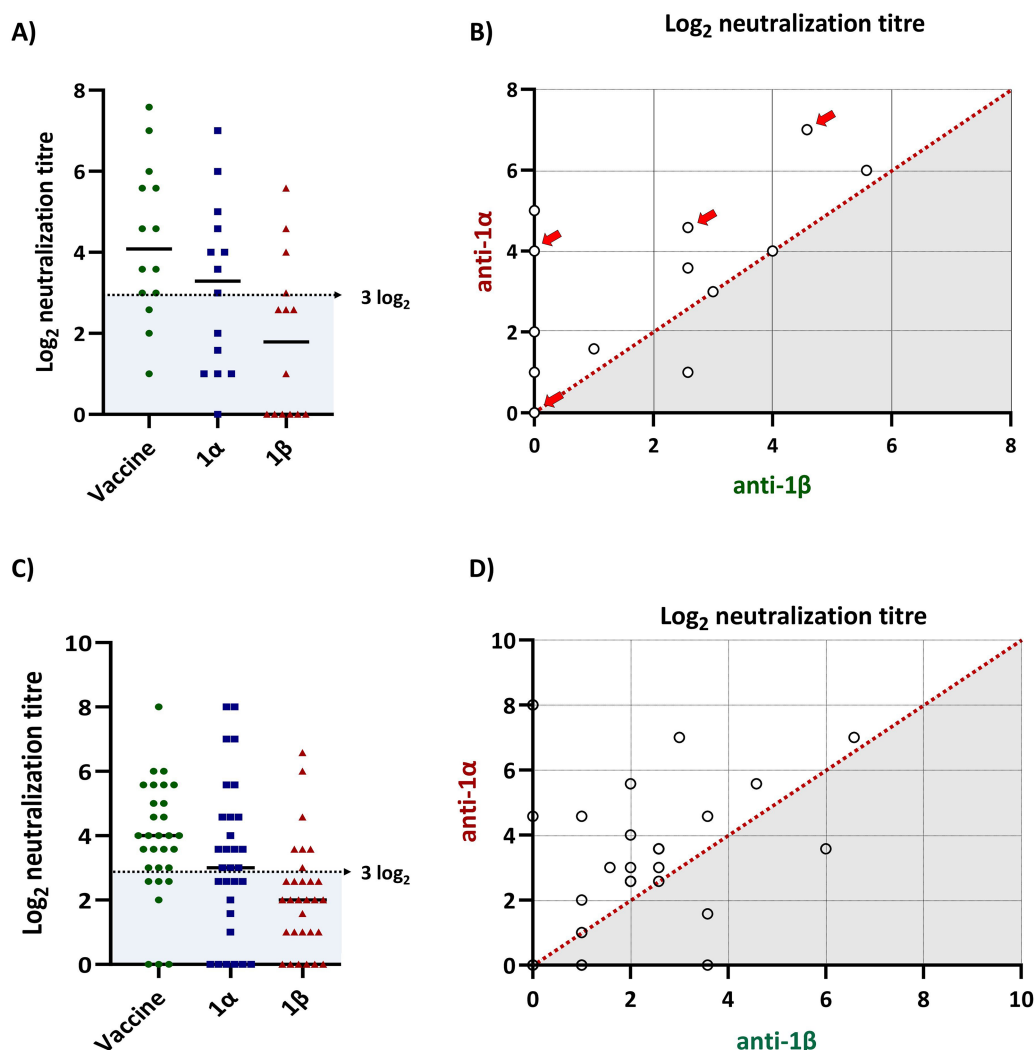 A)
Log₂ neutralization titre
8
6
4
2
0
3 log₂
Vaccine
1α
1β
B)
Log₂ neutralization titre
anti-1α
8
6
4
2
0
0
2
4
6
8
anti-1β
C)
Log₂ neutralization titre
10
8
6
4
2
0
3 log₂
Vaccine
1α
1β
D)
Log₂ neutralization titre
anti-1α
10
8
6
4
2
0
0
2
4
6
8
10
anti-1β